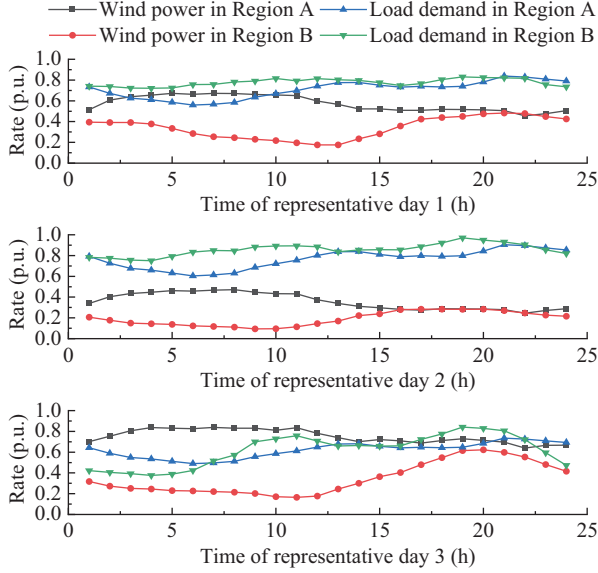 Wind power in Region A Load demand in Region A
Wind power in Region B Load demand in Region B
1.0
0.8
0.6
0.4
0.2
0.0
Rate (p.u.)
0 5 10 15 20 25
Time of representative day 1 (h)
1.0
0.8
0.6
0.4
0.2
0.0
Rate (p.u.)
0 5 10 15 20 25
Time of representative day 2 (h)
1.0
0.8
0.6
0.4
0.2
0.0
Rate (p.u.)
0 5 10 15 20 25
Time of representative day 3 (h)